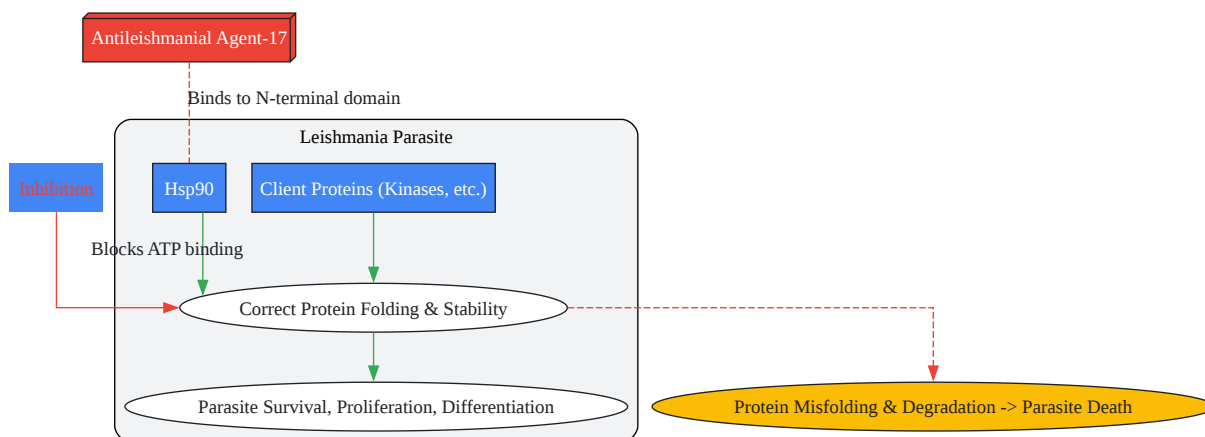 Antileishmanial Agent-17
Binds to N-terminal domain
Leishmania Parasite
Inhibition
Hsp90
Client Proteins (Kinases, etc.)
Blocks ATP binding
Correct Protein Folding & Stability
Parasite Survival, Proliferation, Differentiation
Protein Misfolding & Degradation -> Parasite Death